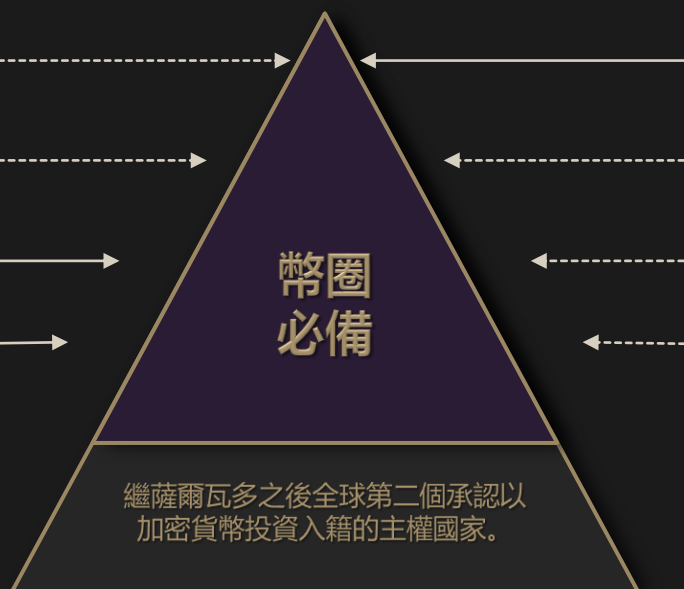 幣圈
必備
繼薩爾瓦多之後全球第二個承認以
加密貨幣投資入籍的主權國家。